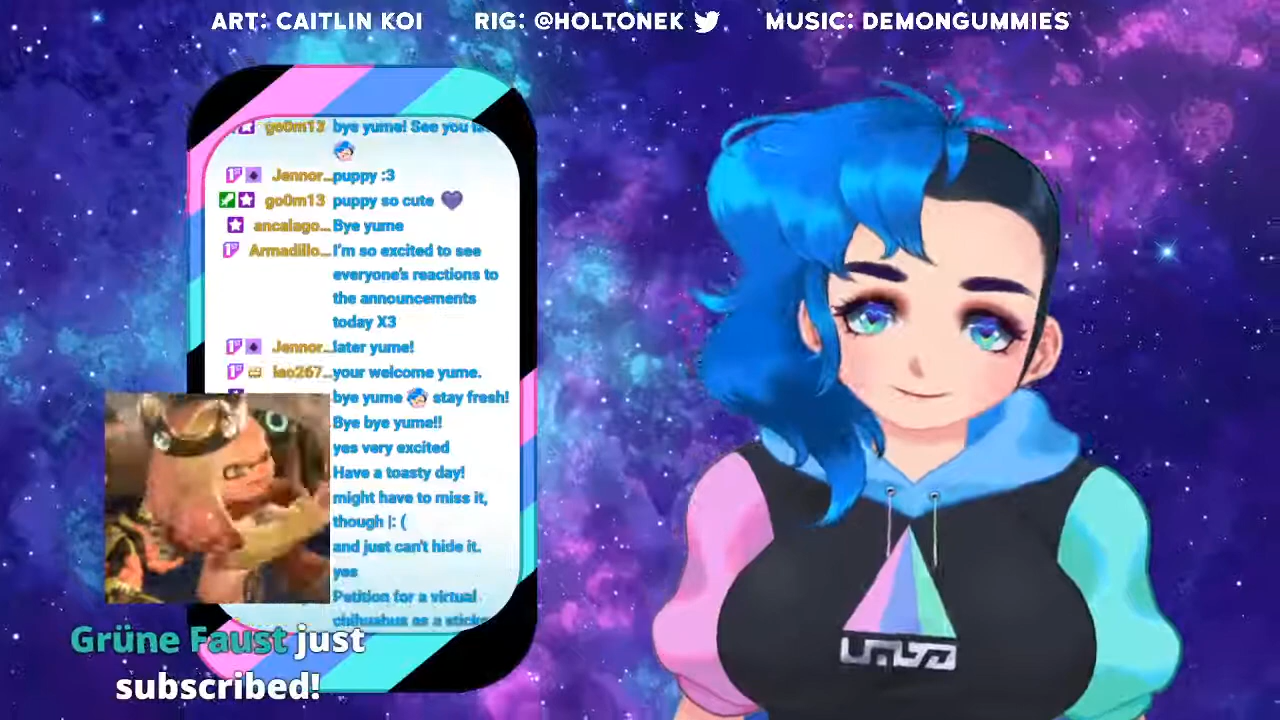 ART: CAITLIN KOI RIG: @HOLTONEK MUSIC: DEMONGUMMIES
go0m13 bye yume! See you
Jennor... puppy :3
go0m13 puppy so cute 💜
ancalago... Bye yume
Armadillo... I'm so excited to see
everyone's reactions to
the announcements
today X3
Jennor... later yume!
lao267... your welcome yume.
bye yume stay fresh!
Bye bye yume!!
yes very excited
Have a toasty day!
might have to miss it,
though |: (
and just can't hide it.
yes
Petition for a virtual
chihuahua as a
Grüne Faust just
subscribed!